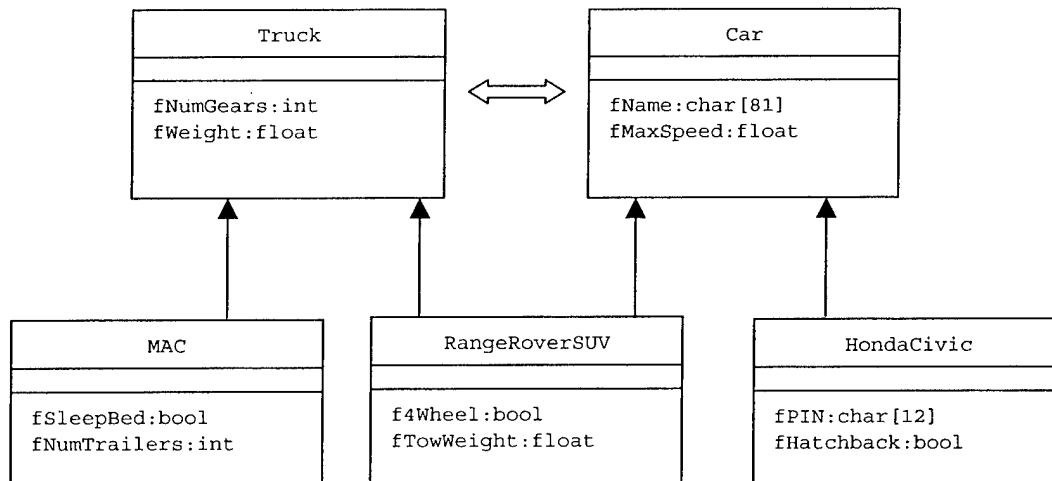 Truck
fNumGears:int
fWeight:float
Car
fName:char[81]
fMaxSpeed:float
MAC
fSleepBed:bool
fNumTrailers:int
RangeRoverSUV
f4Wheel:bool
fTowWeight:float
HondaCivic
fPIN:char[12]
fHatchback:bool